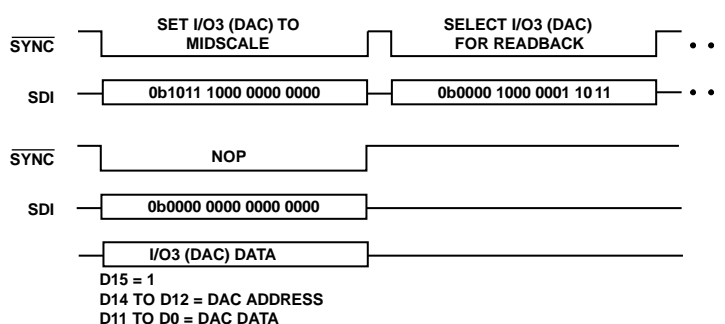 SET I/O3 (DAC) TO
MIDSCALE
SELECT I/O3 (DAC)
FOR READBACK
SYNC
SDI
0b1011 1000 0000 0000
0b0000 1000 0001 1011
SYNC
NOP
SDI
0b0000 0000 0000 0000
I/O3 (DAC) DATA
D15 = 1
D14 TO D12 = DAC ADDRESS
D11 TO D0 = DAC DATA